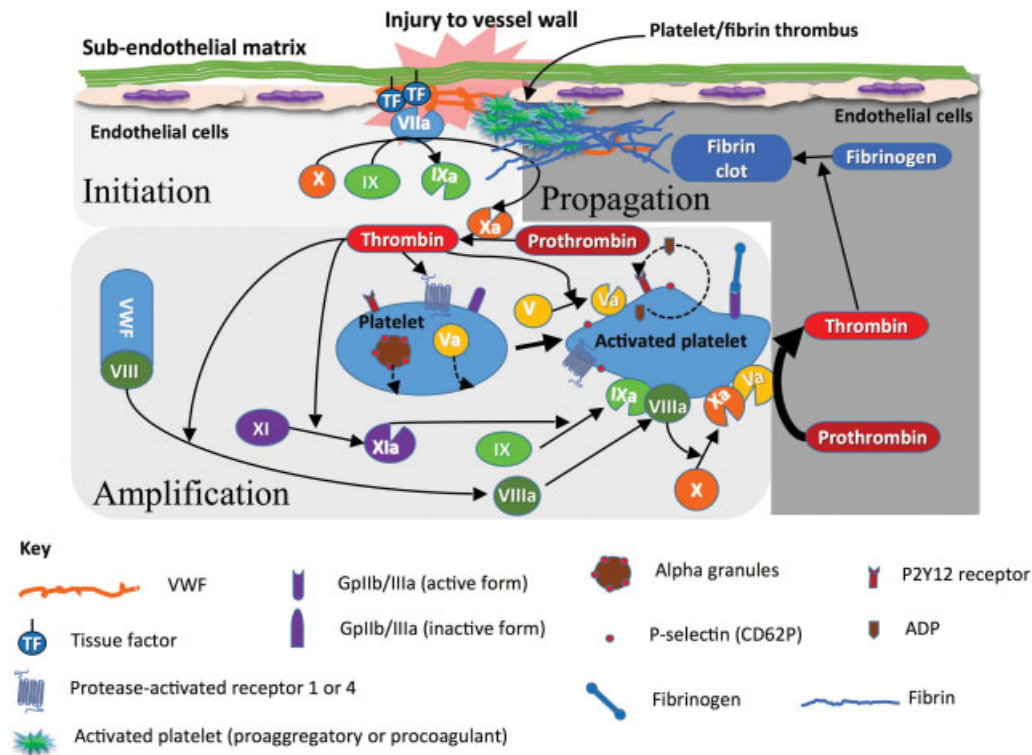 Injury to vessel wall
Platelet/fibrin thrombus
Sub-endothelial matrix
TF
TF
VIIa
Endothelial cells
Endothelial cells
X
IX
IXa
Xa
Fibrin
clot
Fibrinogen
Initiation
Propagation
Thrombin
Prothrombin
VWF
VIII
Platelet
Va
V
Va
Activated platelet
Thrombin
IXa
VIIIa
Xa
Va
XI
XIa
IX
VIIIa
X
Prothrombin
Amplification
Key
VWF
GpIIb/IIIa (active form)
Alpha granules
P2Y12 receptor
TF
Tissue factor
GpIIb/IIIa (inactive form)
P-selectin (CD62P)
ADP
Protease-activated receptor 1 or 4
Fibrinogen
Fibrin
Activated platelet (proaggregatory or procoagulant)